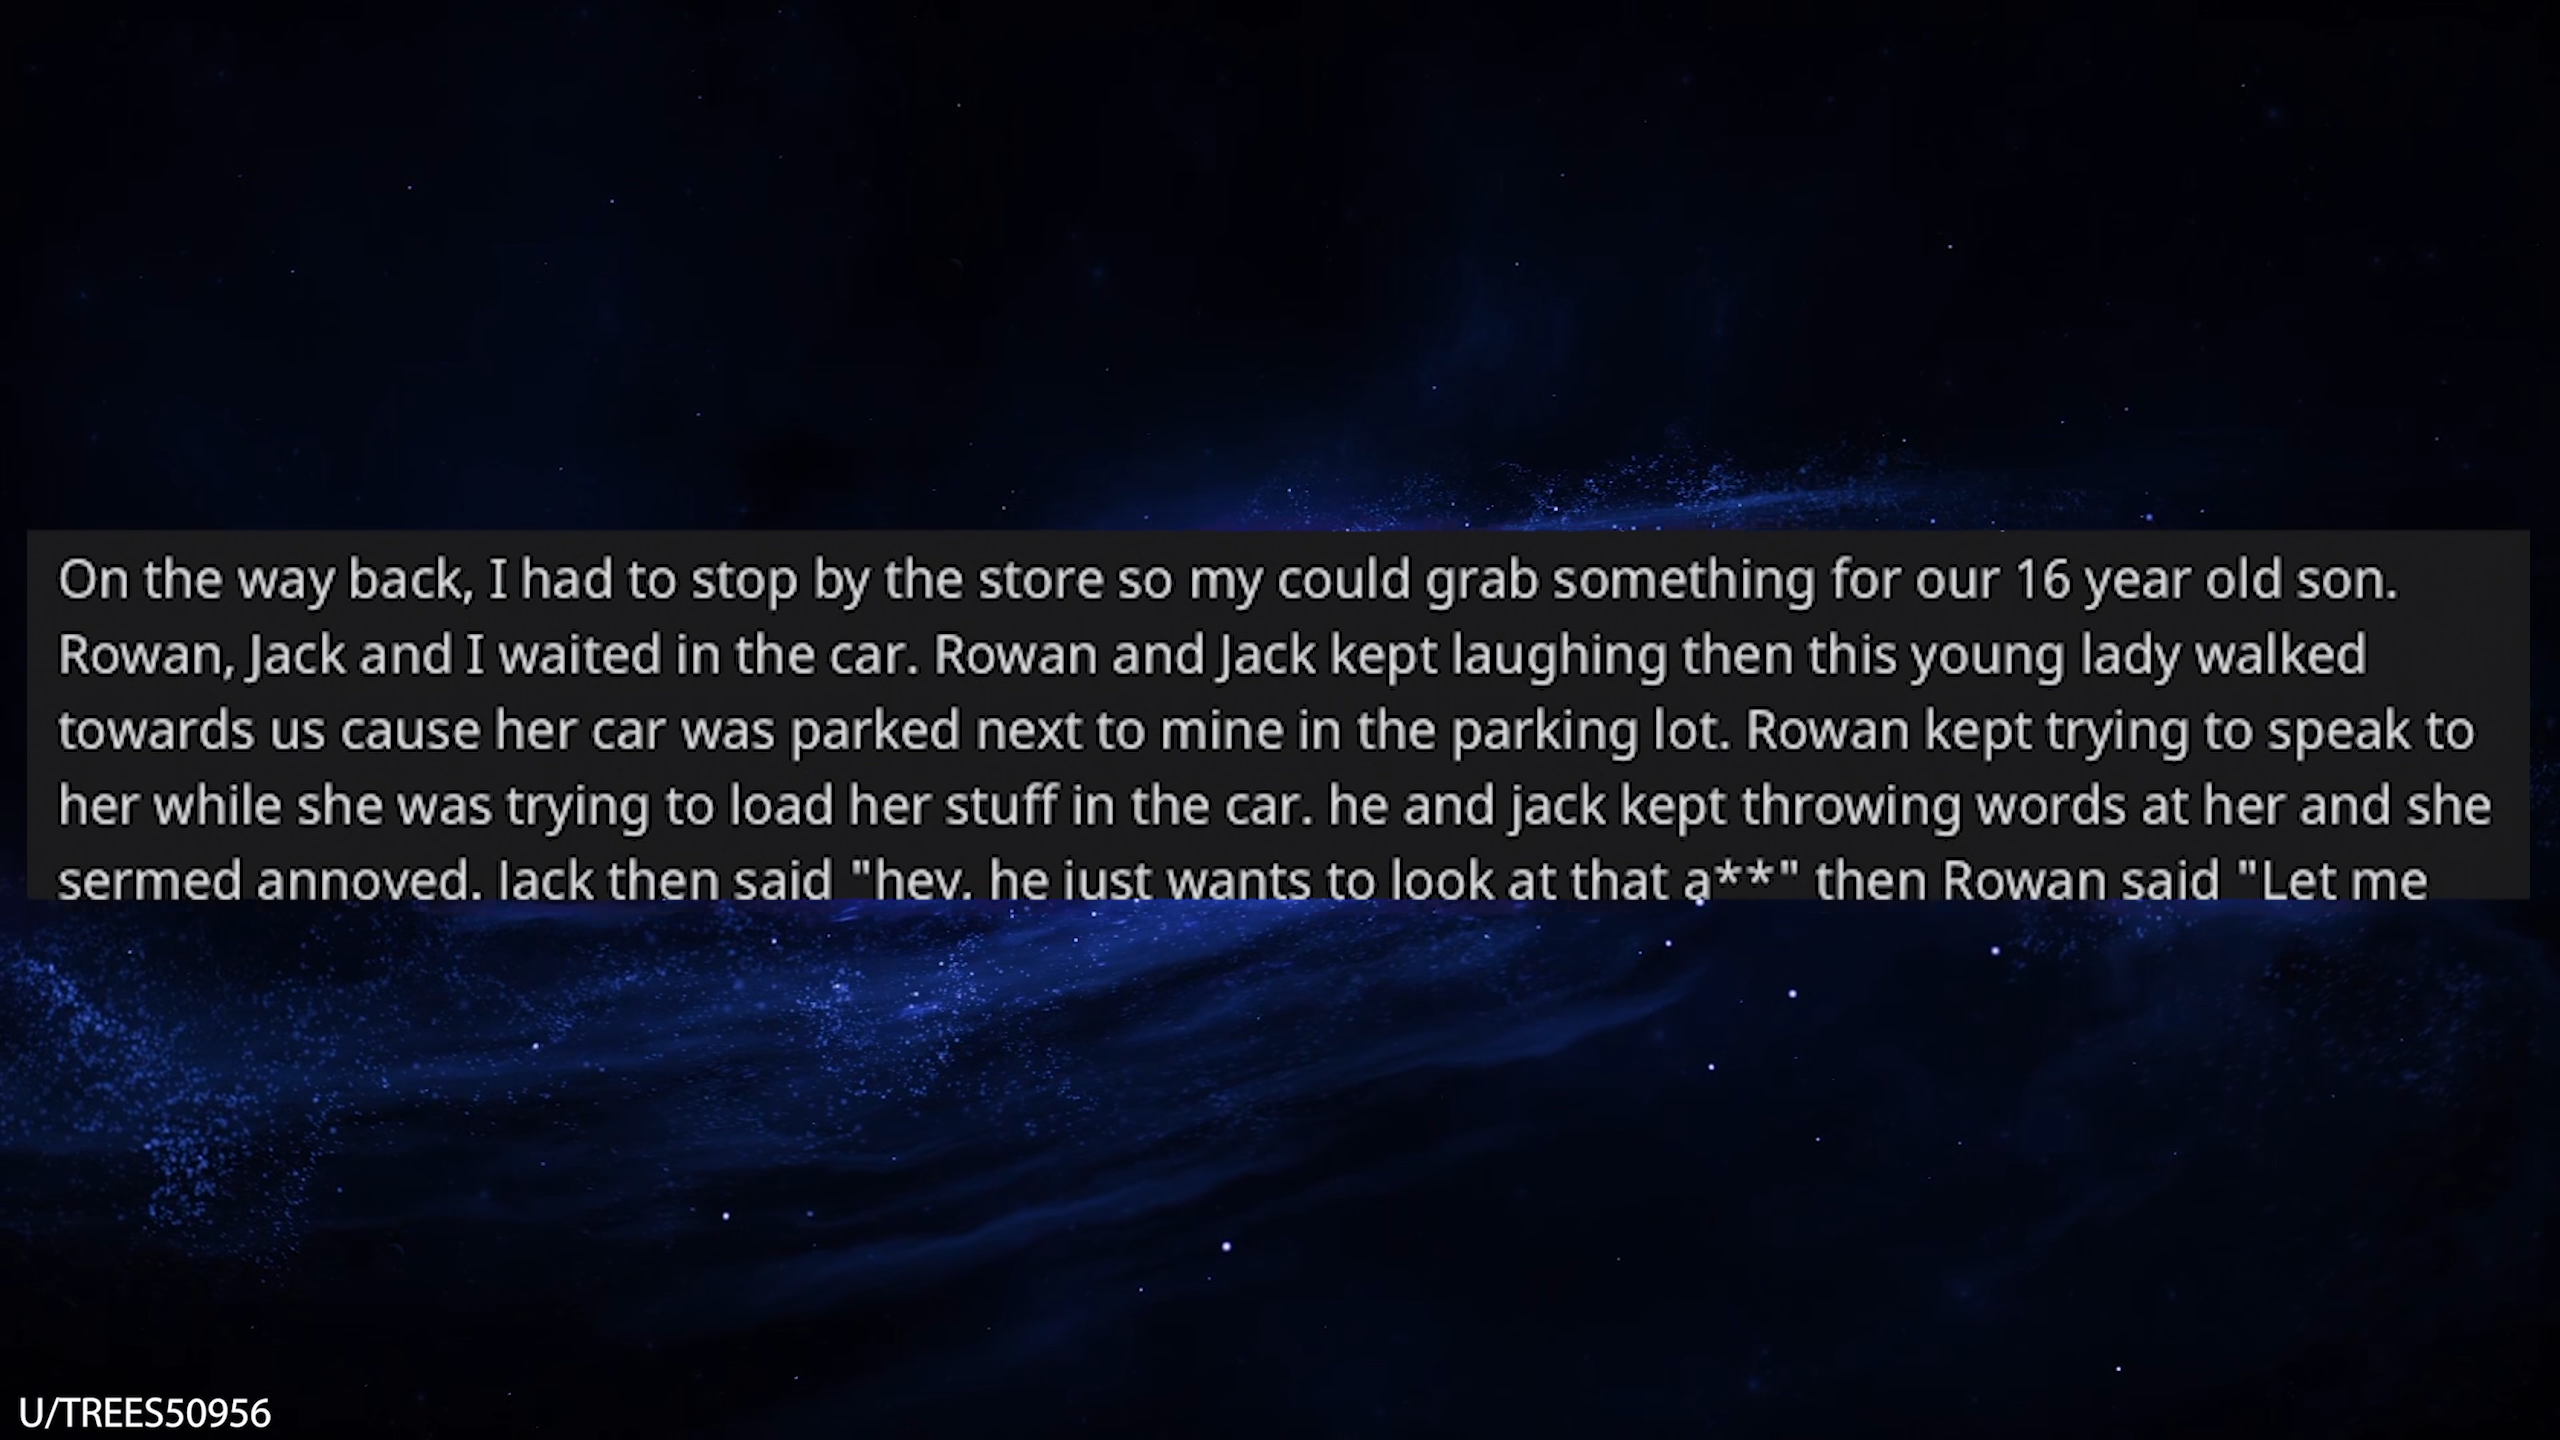 On the way back, I had to stop by the store so my could grab something for our 16 year old son.
Rowan, Jack and I waited in the car. Rowan and Jack kept laughing then this young lady walked
towards us cause her car was parked next to mine in the parking lot. Rowan kept trying to speak to
her while she was trying to load her stuff in the car. he and jack kept throwing words at her and she
sermed annoyed. Jack then said "hey, he just wants to look at that a**" then Rowan said "Let me
U/TREES50956